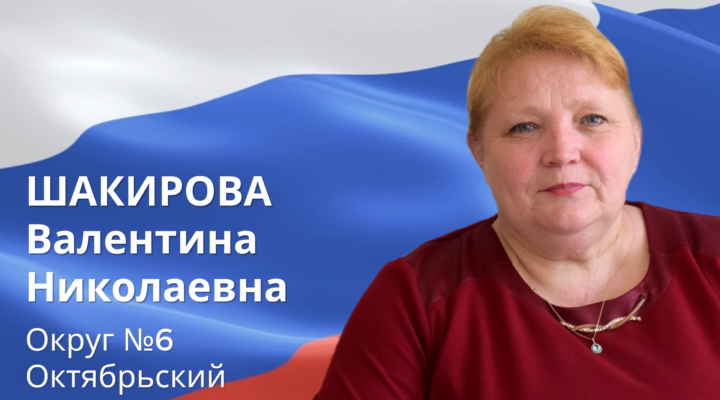 ШАКИРОВА
Валентина
Николаевна
Округ №6
Октябрьский